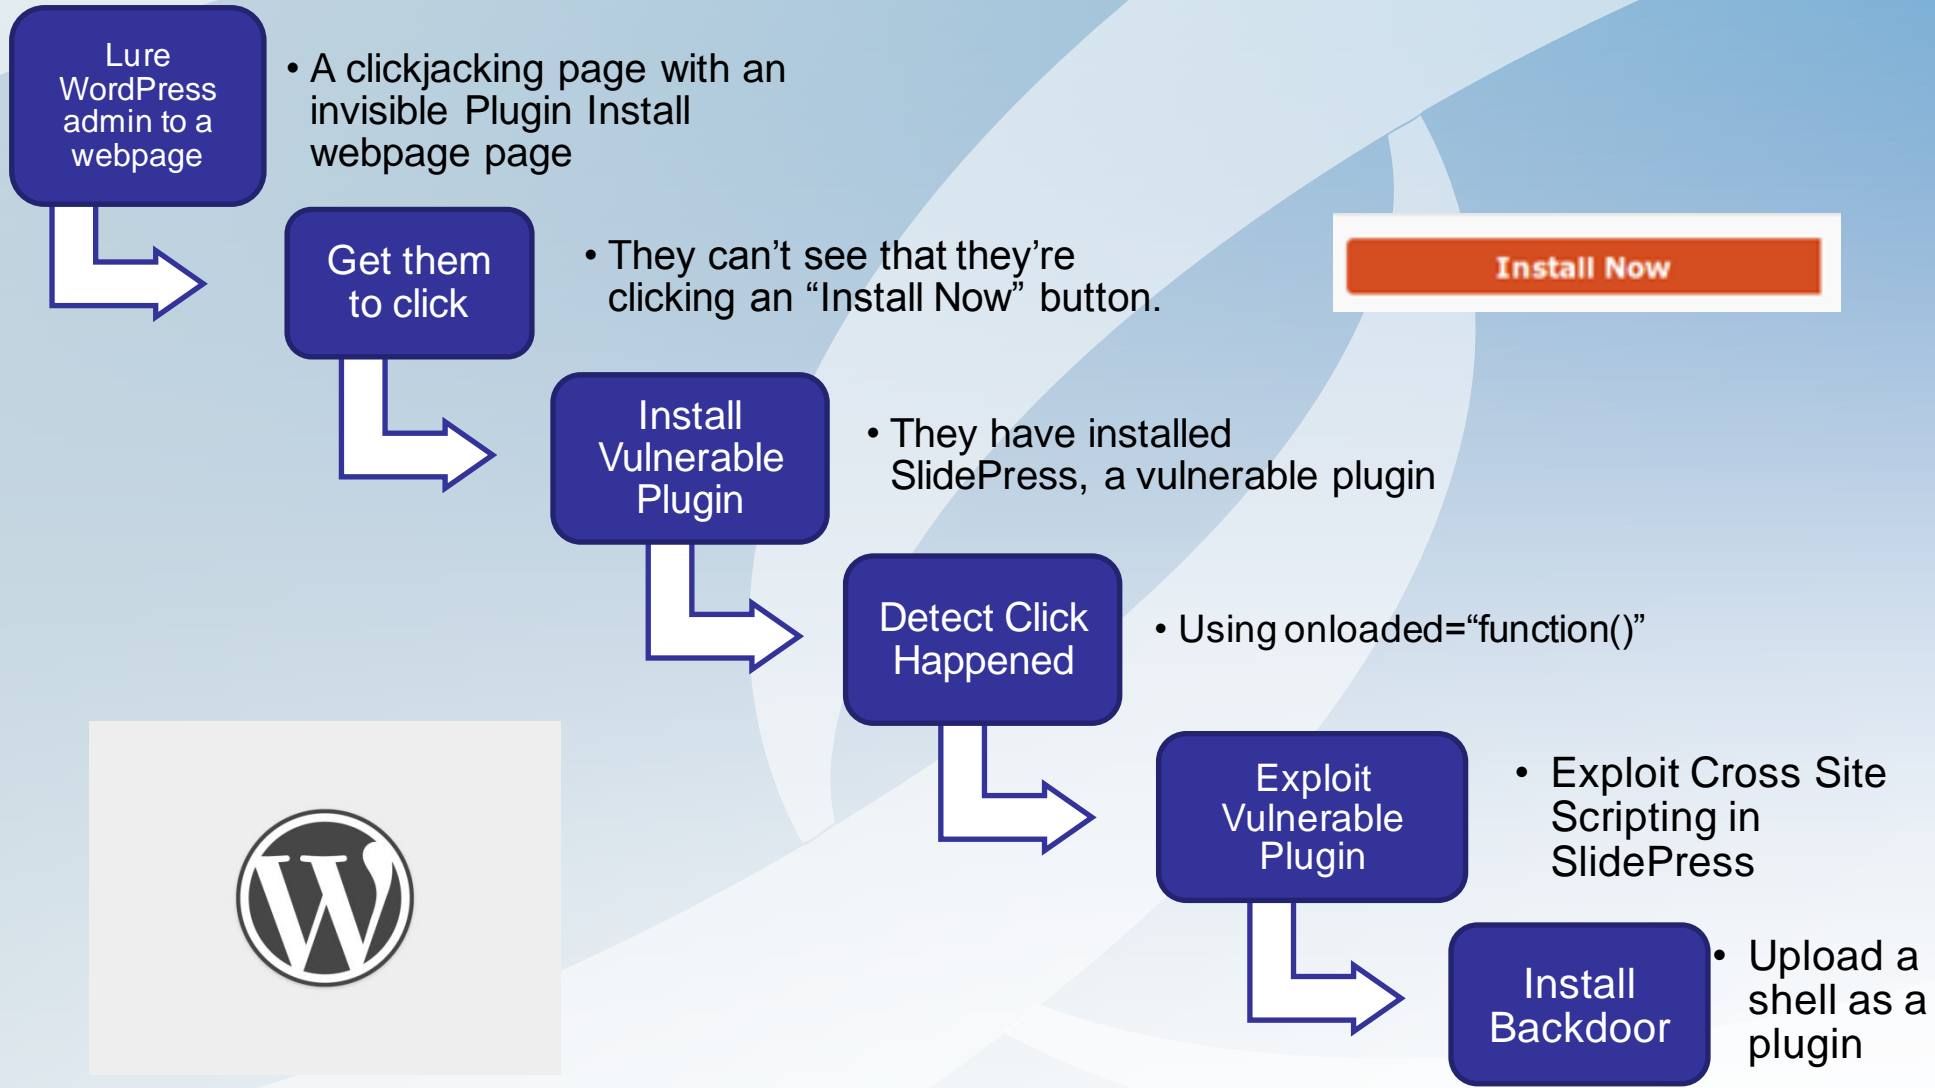 Lure
WordPress
admin to a
webpage
• A clickjacking page with an
invisible Plugin Install
webpage page
Get them
to click
• They can’t see that they’re
clicking an “Install Now” button.
Install Now
Install
Vulnerable
Plugin
• They have installed
SlidePress, a vulnerable plugin
Detect Click
Happened
• Using onloaded=“function()”
Exploit
Vulnerable
Plugin
• Exploit Cross Site
Scripting in
SlidePress
W
Install
Backdoor
• Upload a
shell as a
plugin